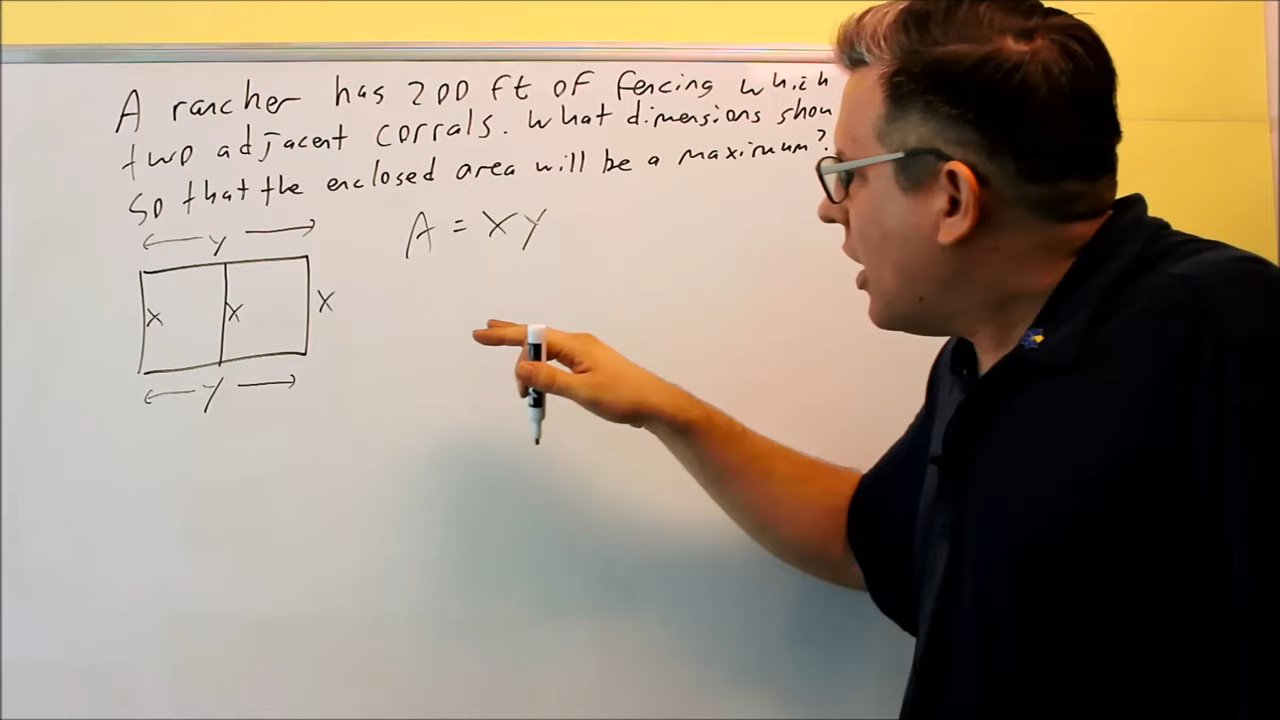 A rancher has 200 ft of fencing which
two adjacent corrals. What dimensions shou
so that the enclosed area will be a maximum?
y
A = xy
x x x
y